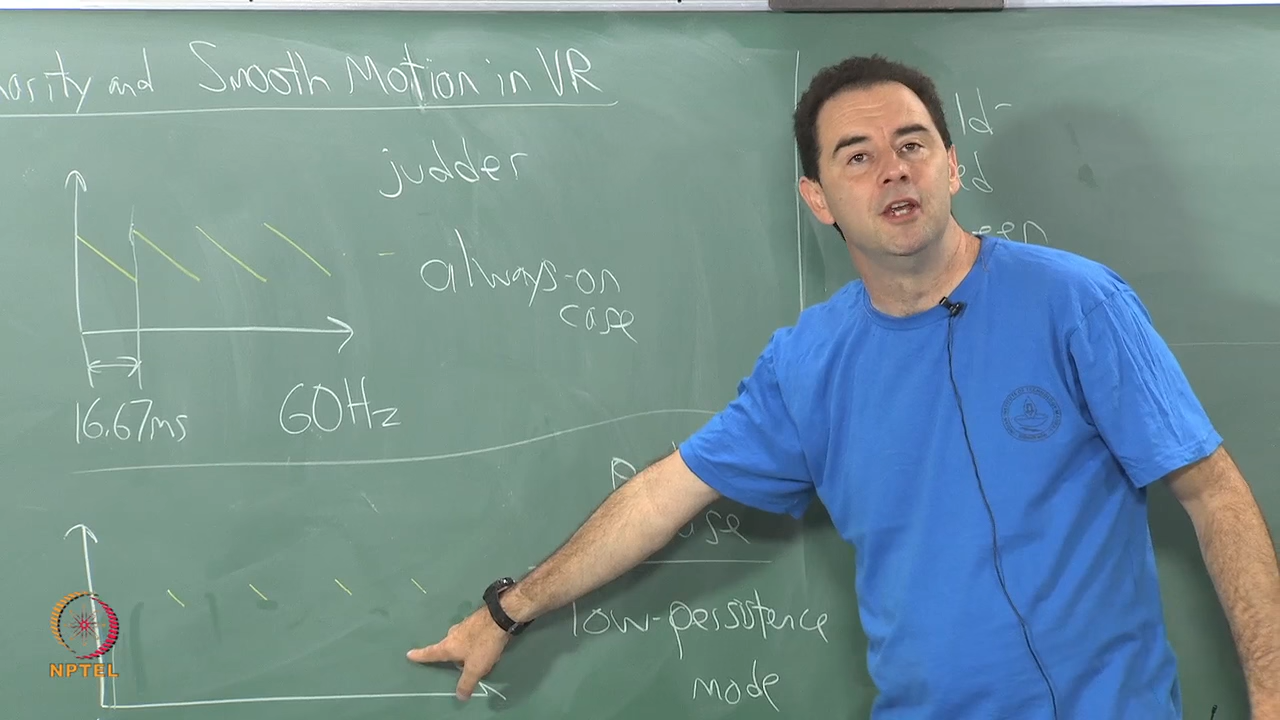 and Smooth Motion in VR
judder
always-on
case
16.67ms
60Hz
low-persistence
mode
NPTEL